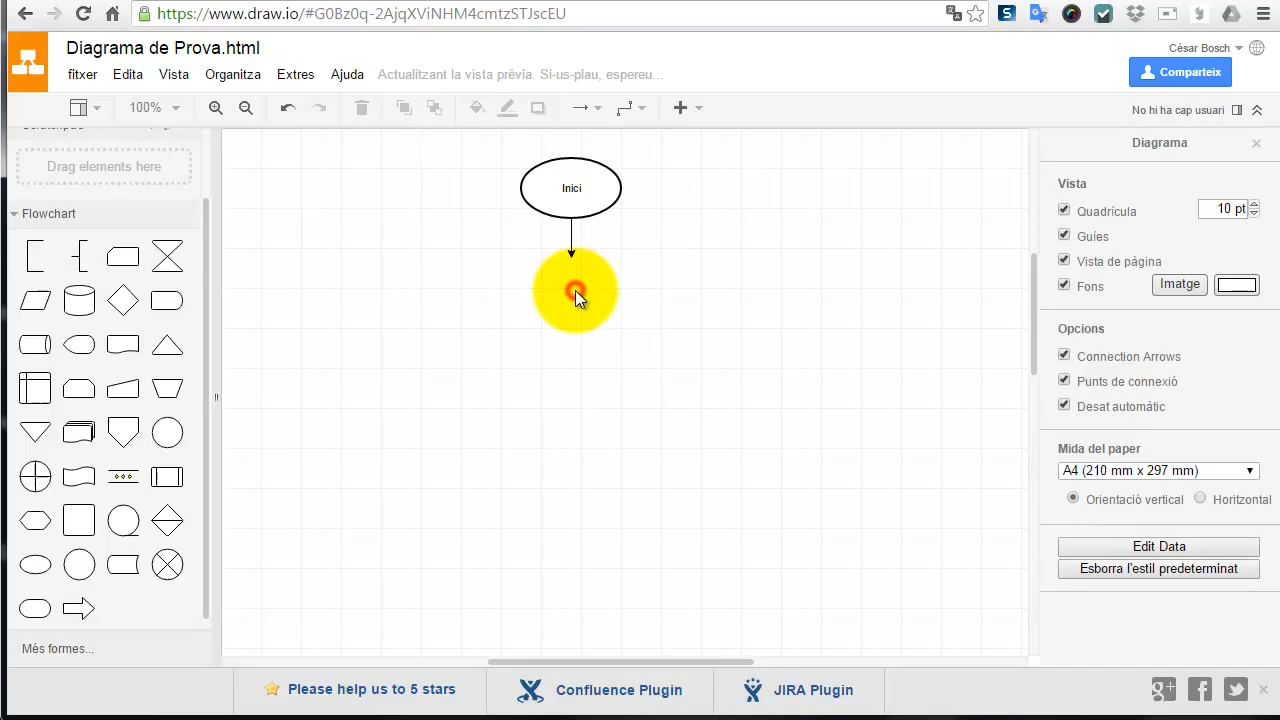 https://www.draw.io/#G0Bz0q-2AjqXViNHM4cmtzSTJscEU
Diagrama de Prova.html
César Bosch
fitxer Edita Vista Organitza Extres Ajuda Actualitzant la vista prèvia. Si-us-plau, espereu...
Comparteix
100%
No hi ha cap usuari
Scratchpad
Drag elements here
Flowchart
Més formes...
Inici
Diagrama
Vista
Quadrícula 10 pt
Guíes
Vista de página
Fons Imatge
Opcions
Connection Arrows
Punts de connexió
Desat automàtic
Mida del paper
A4 (210 mm x 297 mm)
Orientació vertical Horitzontal
Edit Data
Esborra l'estil predeterminat
Please help us to 5 stars Confluence Plugin JIRA Plugin